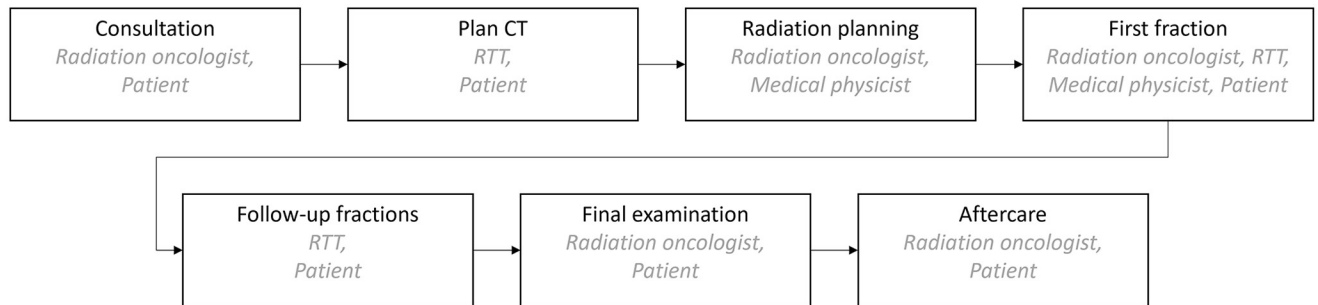 Consultation
Radiation oncologist,
Patient
Plan CT
RTT,
Patient
Radiation planning
Radiation oncologist,
Medical physicist
First fraction
Radiation oncologist, RTT,
Medical physicist, Patient
Follow-up fractions
RTT,
Patient
Final examination
Radiation oncologist,
Patient
Aftercare
Radiation oncologist,
Patient